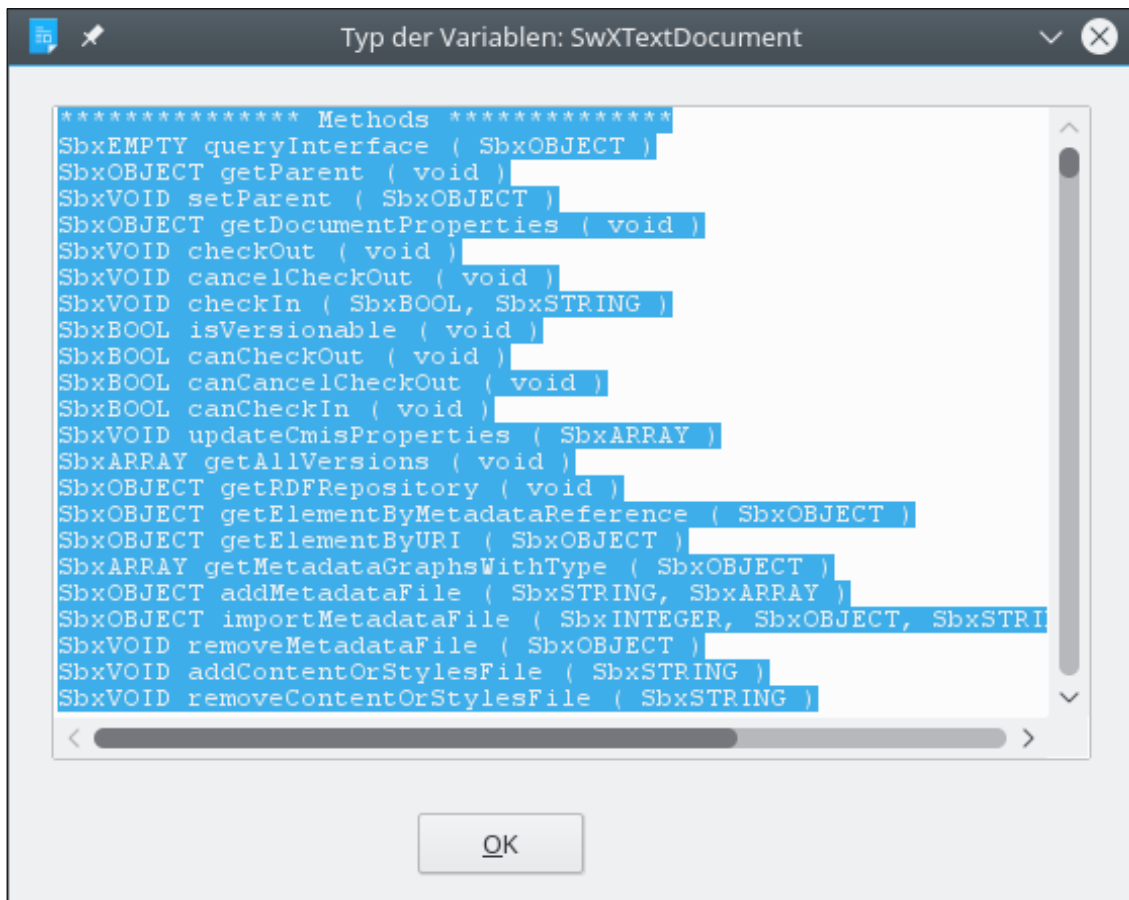 Typ der Variablen: SwXTextDocument
*************** Methods **************
SbxEMPTY queryInterface ( SbxOBJECT )
SbxOBJECT getParent ( void )
SbxVOID setParent ( SbxOBJECT )
SbxOBJECT getDocumentProperties ( void )
SbxVOID checkOut ( void )
SbxVOID cancelCheckOut ( void )
SbxVOID checkIn ( SbxBOOL, SbxSTRING )
SbxBOOL isVersionable ( void )
SbxBOOL canCheckOut ( void )
SbxBOOL canCancelCheckOut ( void )
SbxBOOL canCheckIn ( void )
SbxVOID updateCmisProperties ( SbxARRAY )
SbxARRAY getAllVersions ( void )
SbxOBJECT getRDFRepository ( void )
SbxOBJECT getElementByMetadataReference ( SbxOBJECT )
SbxOBJECT getElementByURI ( SbxOBJECT )
SbxARRAY getMetadataGraphsWithType ( SbxOBJECT )
SbxOBJECT addMetadataFile ( SbxSTRING, SbxARRAY )
SbxOBJECT importMetadataFile ( SbxINTEGER, SbxOBJECT, SbxSTRI
SbxVOID removeMetadataFile ( SbxOBJECT )
SbxVOID addContentOrStylesFile ( SbxSTRING )
SbxVOID removeContentOrStylesFile ( SbxSTRING )
OK